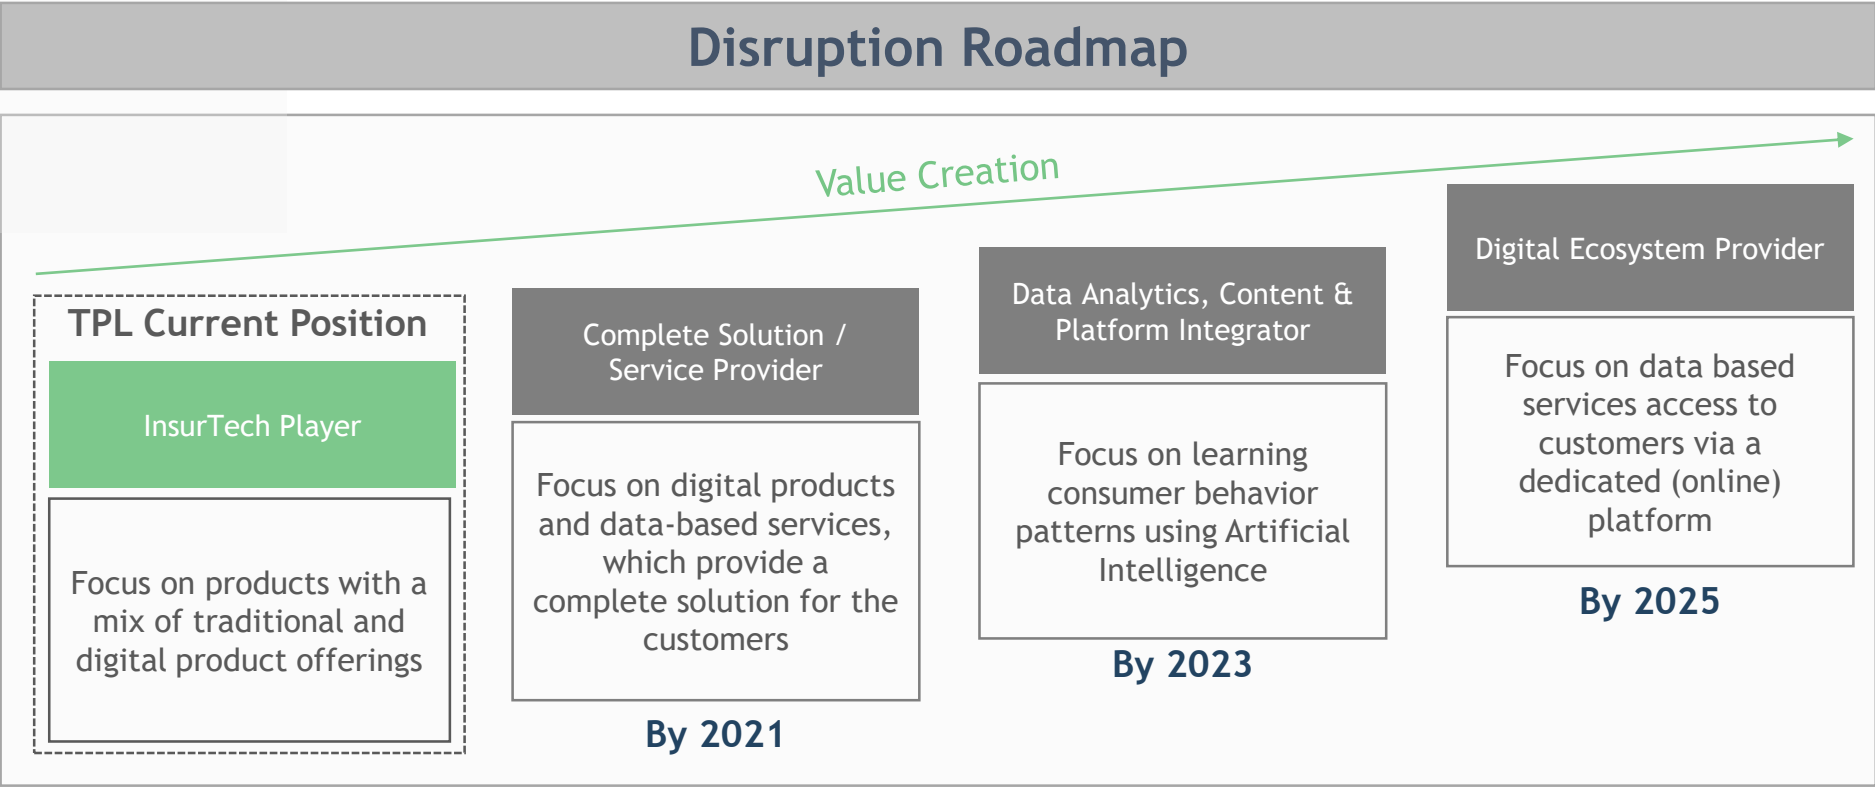 Disruption Roadmap
Value Creation
TPL Current Position
InsurTech Player
Focus on products with a
mix of traditional and
digital product offerings
Complete Solution /
Service Provider
Focus on digital products
and data-based services,
which provide a
complete solution for the
customers
By 2021
Data Analytics, Content &
Platform Integrator
Focus on learning
consumer behavior
patterns using Artificial
Intelligence
By 2023
Digital Ecosystem Provider
Focus on data based
services access to
customers via a
dedicated (online)
platform
By 2025